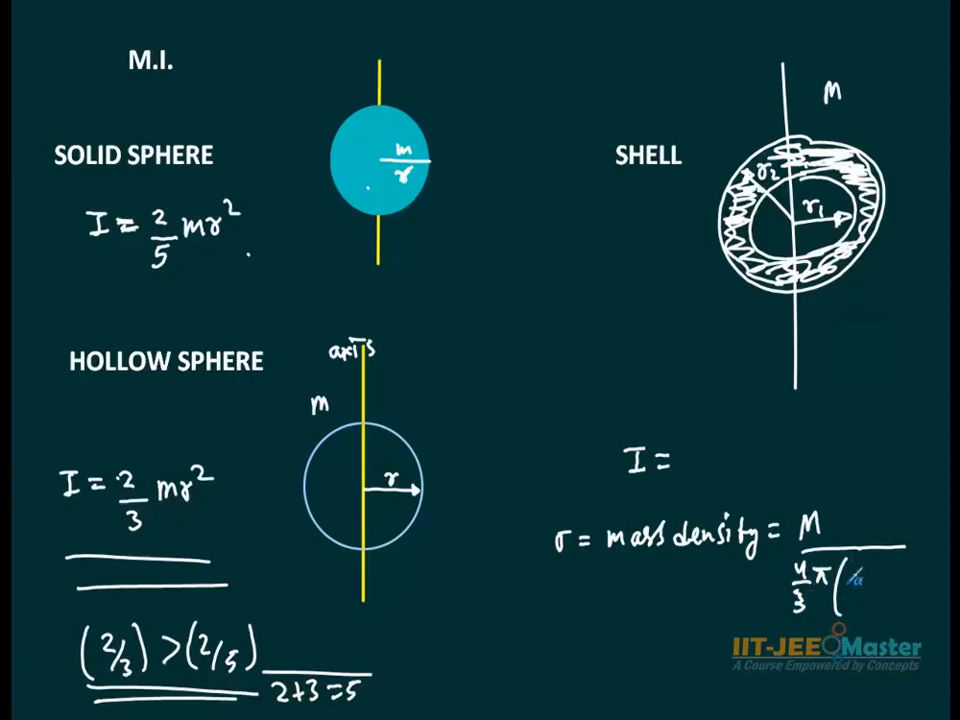 M.I.
SOLID SPHERE
m
r
I = 2/5 mr²
HOLLOW SPHERE
axis
m
r
I = 2/3 mr²
(2/3) > (2/5)
2+3=5
SHELL
M
r₂
r₁
I =
σ = mass density = M
4/3 π (
IIT-JEE Master
A Course Empowered by Concepts